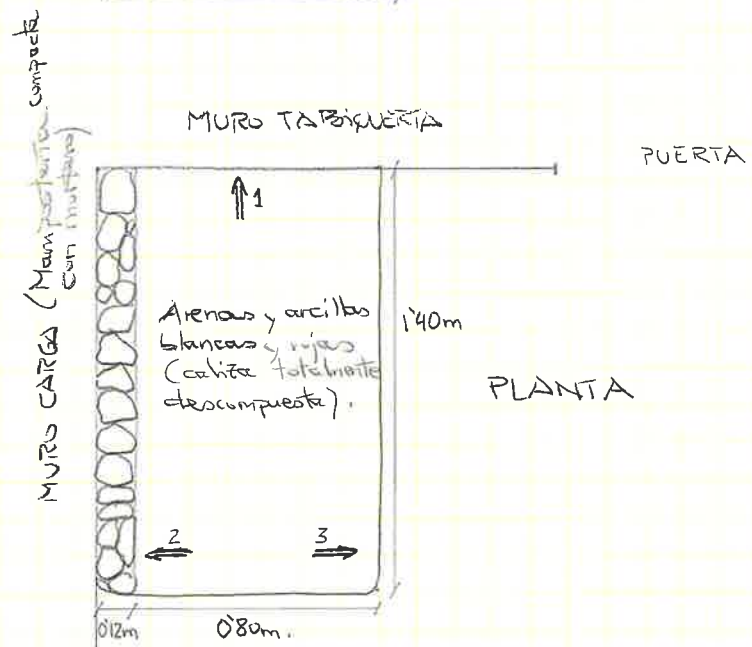 MURO TABIQUERÍA
PUERTA
MURO CARGA (Mampostería compacta
con mortero)
1
Arenas y arcillas
blancas y rojas
(caliza totalmente
descompuesta).
1'40m
PLANTA
2
3
0'12m
0'80m.